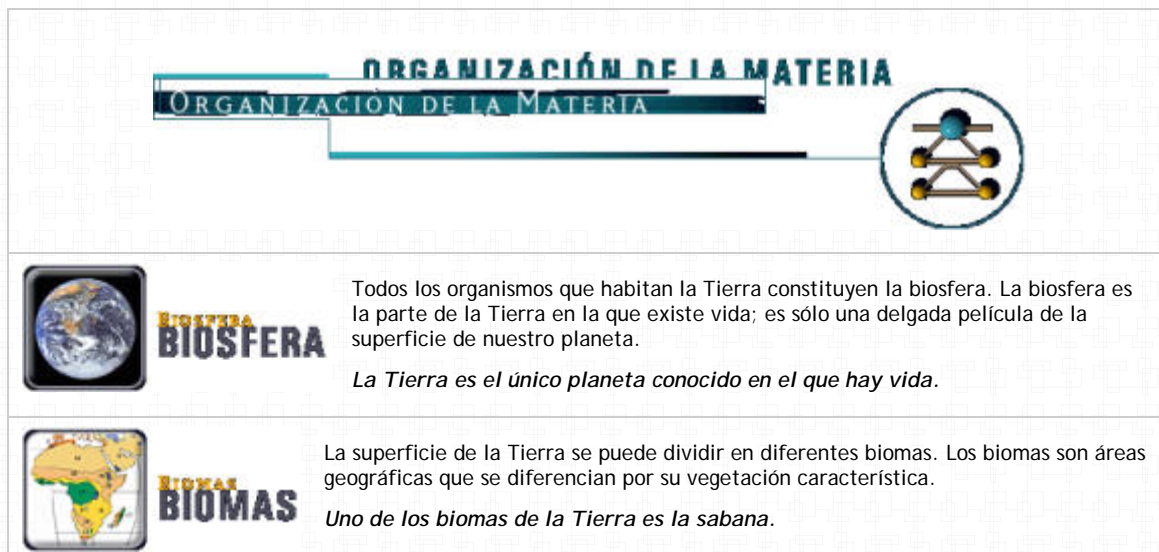 ORGANIZACIÓN DE LA MATERIA
ORGANIZACIÓN DE LA MATERIA
Todos los organismos que habitan la Tierra constituyen la biosfera. La biosfera es
la parte de la Tierra en la que existe vida; es sólo una delgada película de la
superficie de nuestro planeta.
BIOSFERA
BIOSFERA
La Tierra es el único planeta conocido en el que hay vida.
La superficie de la Tierra se puede dividir en diferentes biomas. Los biomas son áreas
geográficas que se diferencian por su vegetación característica.
BIOMAS
BIOMAS
Uno de los biomas de la Tierra es la sabana.